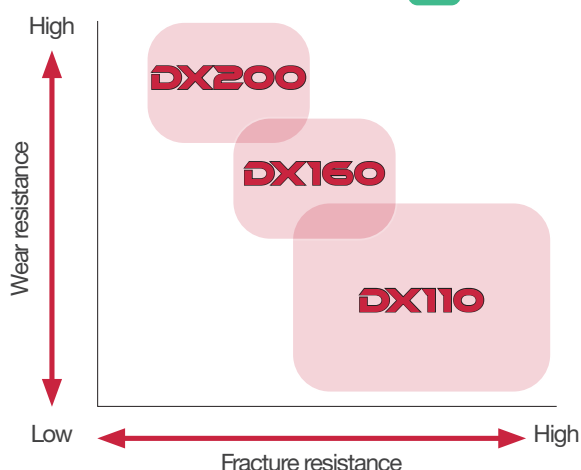 High
DX200
DX160
Wear resistance
DX110
Low
High
Fracture resistance